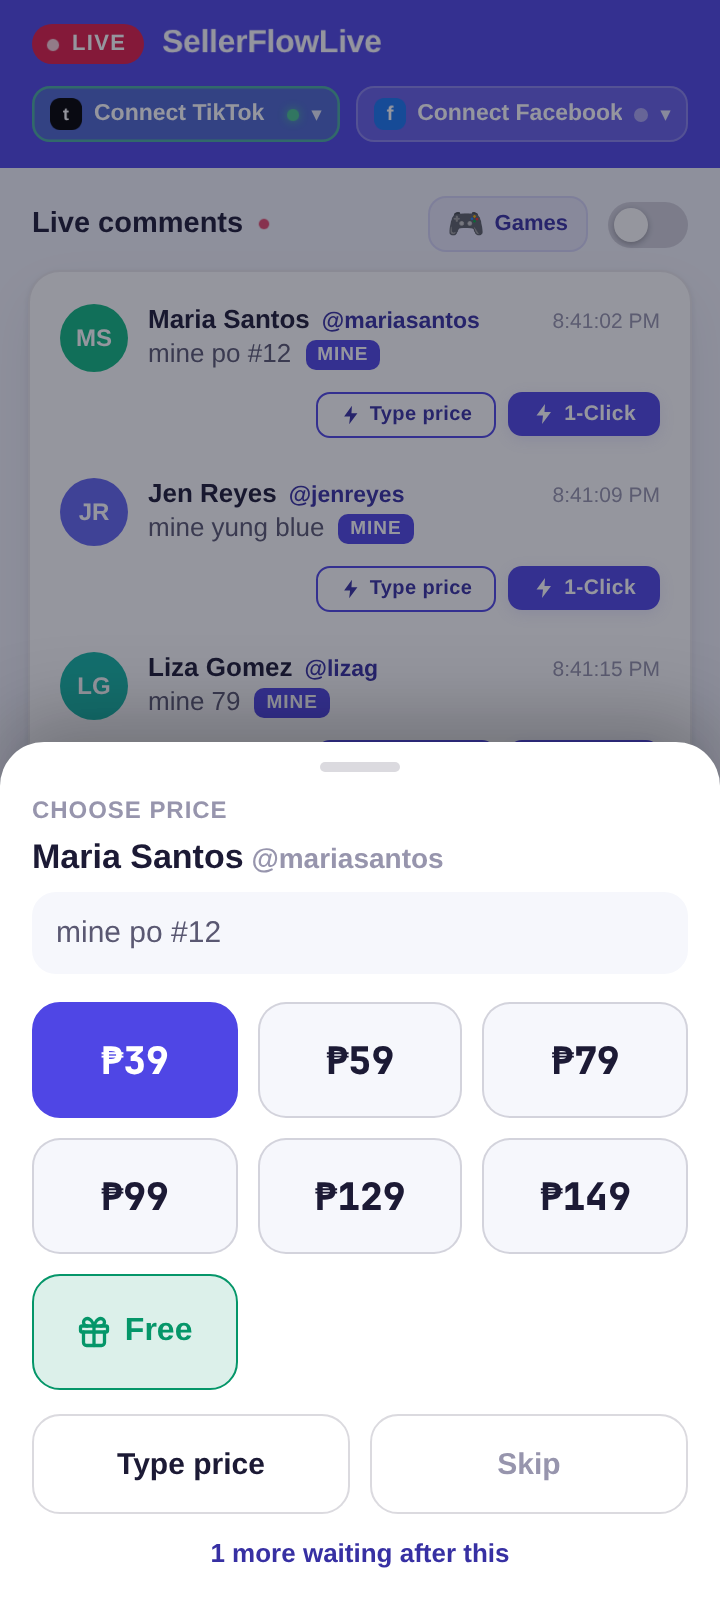 LIVE SellerFlowLive
t Connect TikTok ▾ f Connect Facebook ▾
Live comments 🎮 Games
MS Maria Santos @mariasantos 8:41:02 PM
mine po #12 MINE
Type price 1-Click
JR Jen Reyes @jenreyes 8:41:09 PM
mine yung blue MINE
Type price 1-Click
LG Liza Gomez @lizag 8:41:15 PM
mine 79 MINE
CHOOSE PRICE
Maria Santos @mariasantos
mine po #12
₱39 ₱59 ₱79
₱99 ₱129 ₱149
Free
Type price Skip
1 more waiting after this